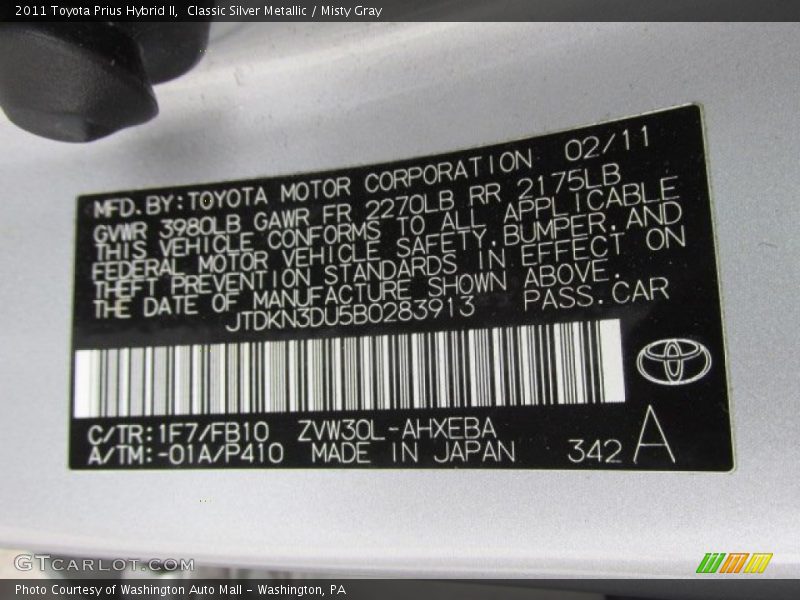 2011 Toyota Prius Hybrid II, Classic Silver Metallic / Misty Gray
MFD.BY:TOYOTA MOTOR CORPORATION 02/11
GVWR 3980LB GAWR FR 2270LB RR 2175LB
THIS VEHICLE CONFORMS TO ALL APPLICABLE
FEDERAL MOTOR VEHICLE SAFETY,BUMPER,AND
THEFT PREVENTION STANDARDS IN EFFECT ON
THE DATE OF MANUFACTURE SHOWN ABOVE.
JTDKN3DU5B0283913 PASS.CAR
C/TR:1F7/FB10 ZVW30L-AHXEBA
A/TM:-01A/P410 MADE IN JAPAN 342 A
GTCARLOT.COM
Photo Courtesy of Washington Auto Mall - Washington, PA